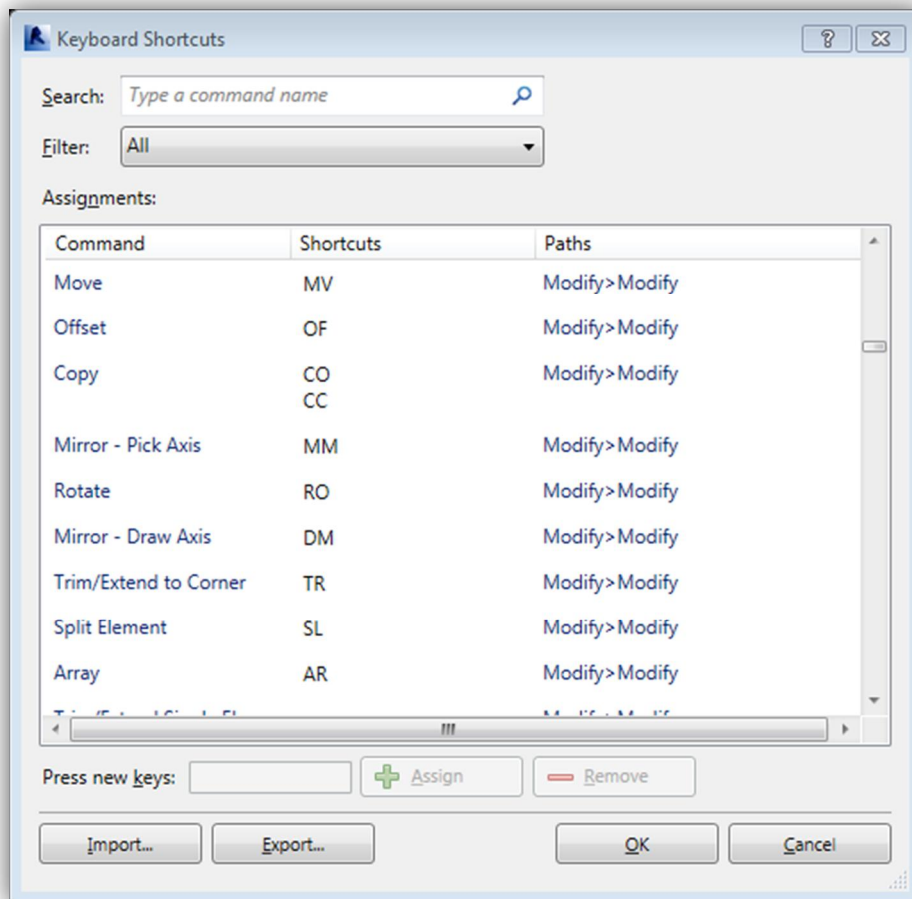 Keyboard Shortcuts
Search: Type a command name
Filter: All
Assignments:
Command Shortcuts Paths
Move MV Modify>Modify
Offset OF Modify>Modify
Copy CO Modify>Modify
CC
Mirror - Pick Axis MM Modify>Modify
Rotate RO Modify>Modify
Mirror - Draw Axis DM Modify>Modify
Trim/Extend to Corner TR Modify>Modify
Split Element SL Modify>Modify
Array AR Modify>Modify
Press new keys: Assign Remove
Import... Export... OK Cancel